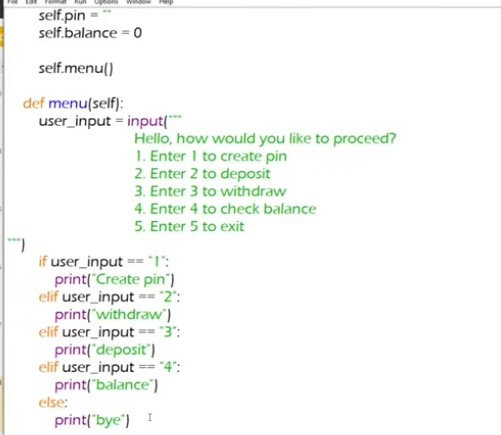 File Edit Format Run Options Window Help
self.pin = ""
self.balance = 0
self.menu()
def menu(self):
user_input = input("""
Hello, how would you like to proceed?
1. Enter 1 to create pin
2. Enter 2 to deposit
3. Enter 3 to withdraw
4. Enter 4 to check balance
5. Enter 5 to exit
""")
if user_input == "1":
print("Create pin")
elif user_input == "2":
print("withdraw")
elif user_input == "3":
print("deposit")
elif user_input == "4":
print("balance")
else:
print("bye")